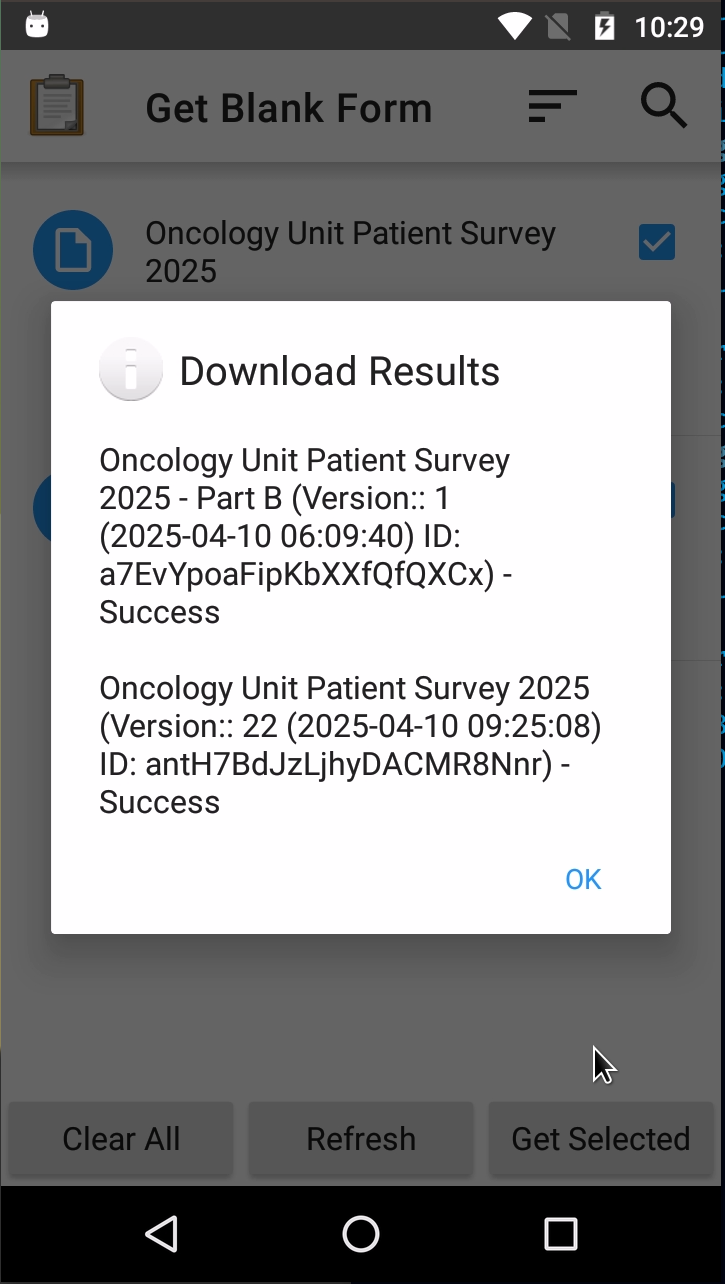 10:29
Get Blank Form
Oncology Unit Patient Survey
2025
Download Results
Oncology Unit Patient Survey
2025 - Part B (Version:: 1
(2025-04-10 06:09:40) ID:
a7EvYpoaFipKbXXfQfQXCx) -
Success
Oncology Unit Patient Survey 2025
(Version:: 22 (2025-04-10 09:25:08)
ID: antH7BdJzLjhyDACMR8Nnr) -
Success
OK
Clear All
Refresh
Get Selected